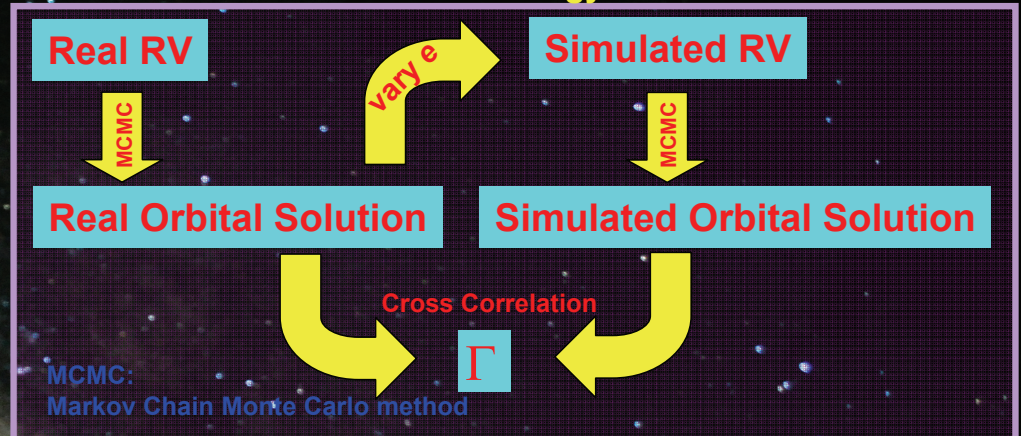 Real RV
vary e
Simulated RV
MCMC
MCMC
Real Orbital Solution
Simulated Orbital Solution
Cross Correlation
Γ
MCMC:
Markov Chain Monte Carlo method